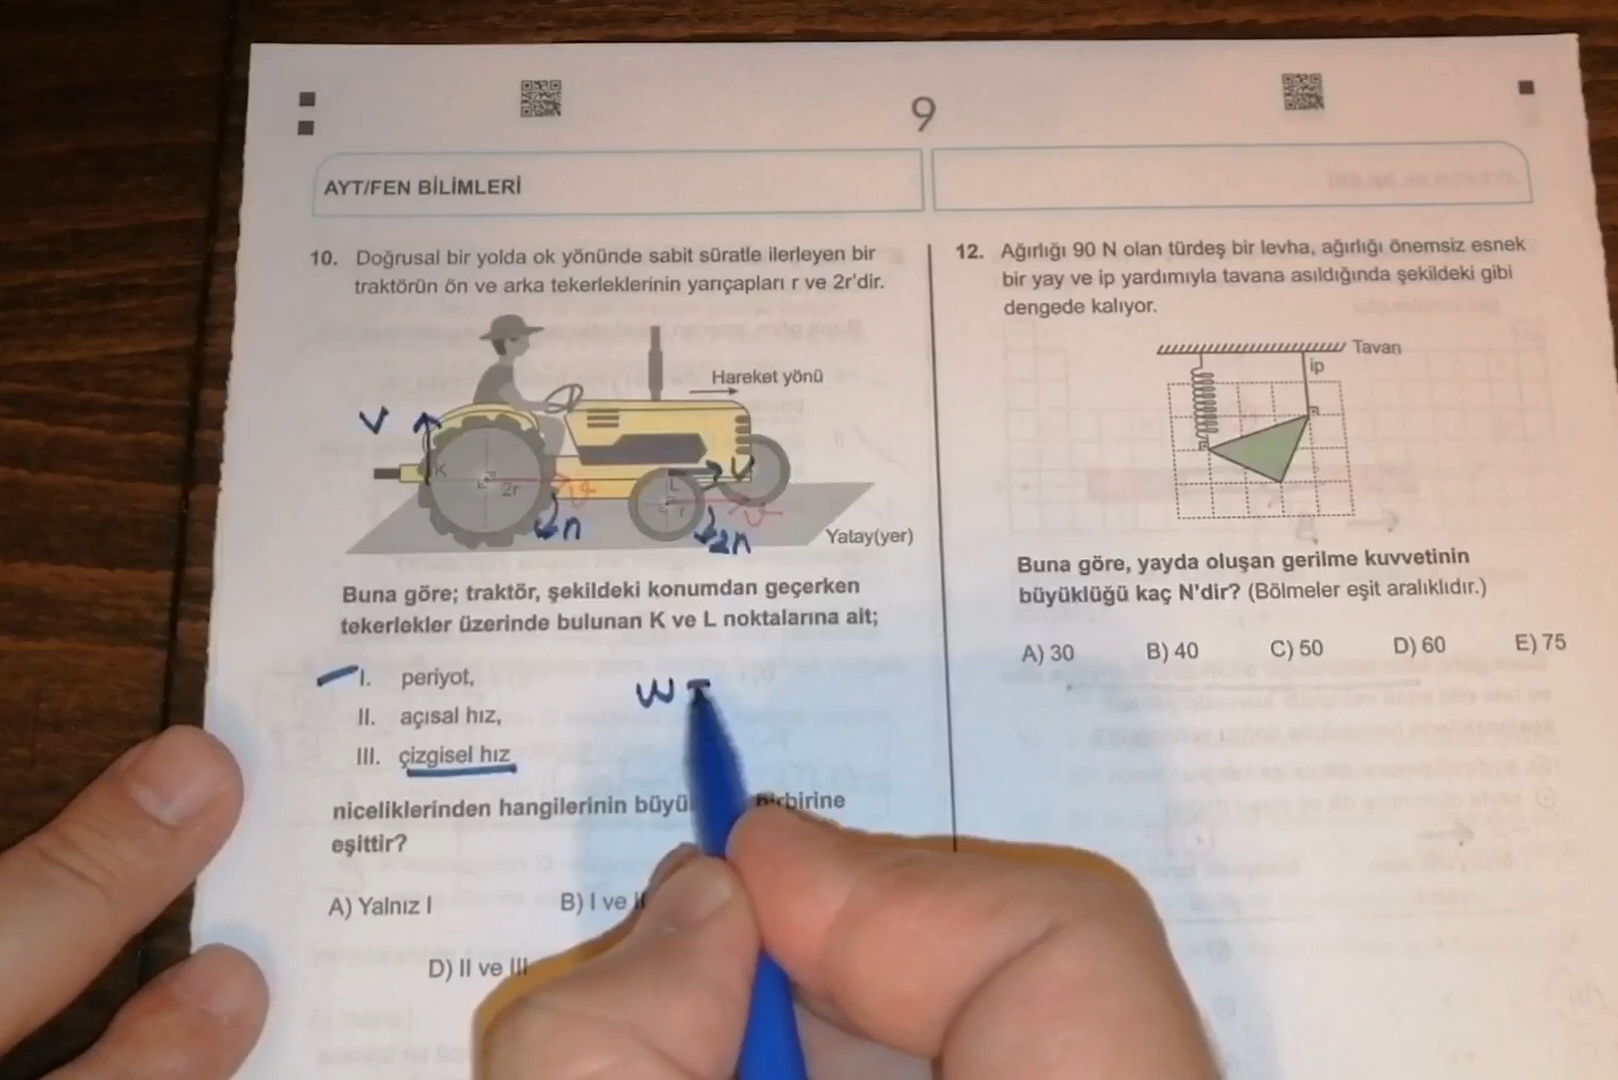 9
AYT/FEN BİLİMLERİ
10. Doğrusal bir yolda ok yönünde sabit süratle ilerleyen bir
traktörün ön ve arka tekerleklerinin yarıçapları r ve 2r'dir.
Hareket yönü
V
K
2r
ϑ
n
L
V
r
ϑ
2n
Yatay(yer)
Buna göre; traktör, şekildeki konumdan geçerken
tekerlekler üzerinde bulunan K ve L noktalarına ait;
I. periyot,
II. açısal hız,
III. çizgisel hız
W
niceliklerinden hangilerinin birbirine
eşittir?
A) Yalnız I
B) I ve
D) II ve III
12. Ağırlığı 90 N olan türdeş bir levha, ağırlığı önemsiz esnek
bir yay ve ip yardımıyla tavana asıldığında şekildeki gibi
dengede kalıyor.
Tavan
ip
Buna göre, yayda oluşan gerilme kuvvetinin
büyüklüğü kaç N'dir? (Bölmeler eşit aralıklıdır.)
A) 30 B) 40 C) 50 D) 60 E) 75